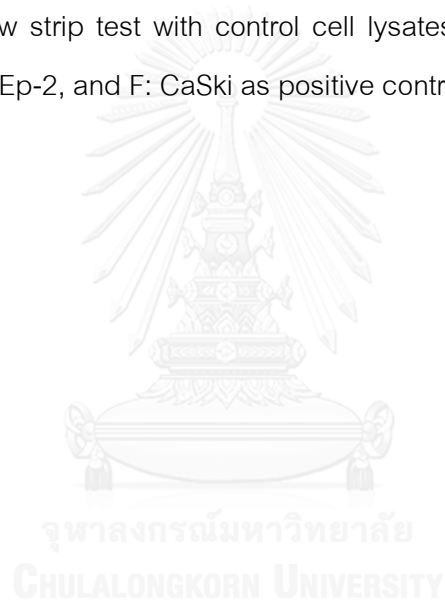 w strip test with control cell lysates
Ep-2, and F: CaSki as positive contr
จุฬาลงกรณ์มหาวิทยาลัย
CHULALONGKORN UNIVERSITY